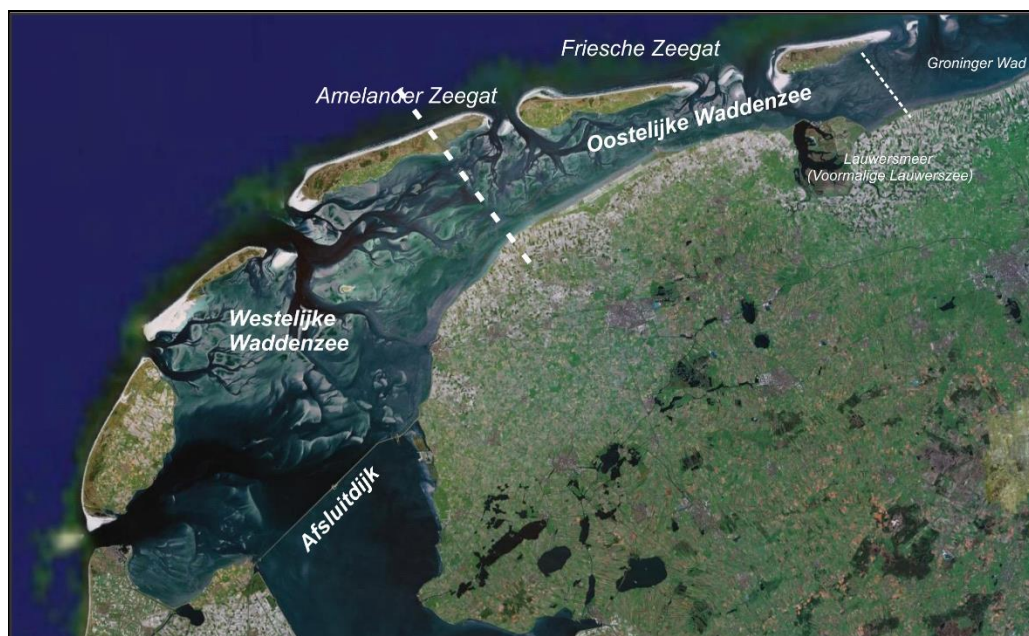 Friesche Zeegat
Groninger Wad
Amelander Zeegat
Oostelijke Waddenzee
Lauwersmeer
(Voormalige Lauwerszee)
Westelijke
Waddenzee
Afsluitdijk